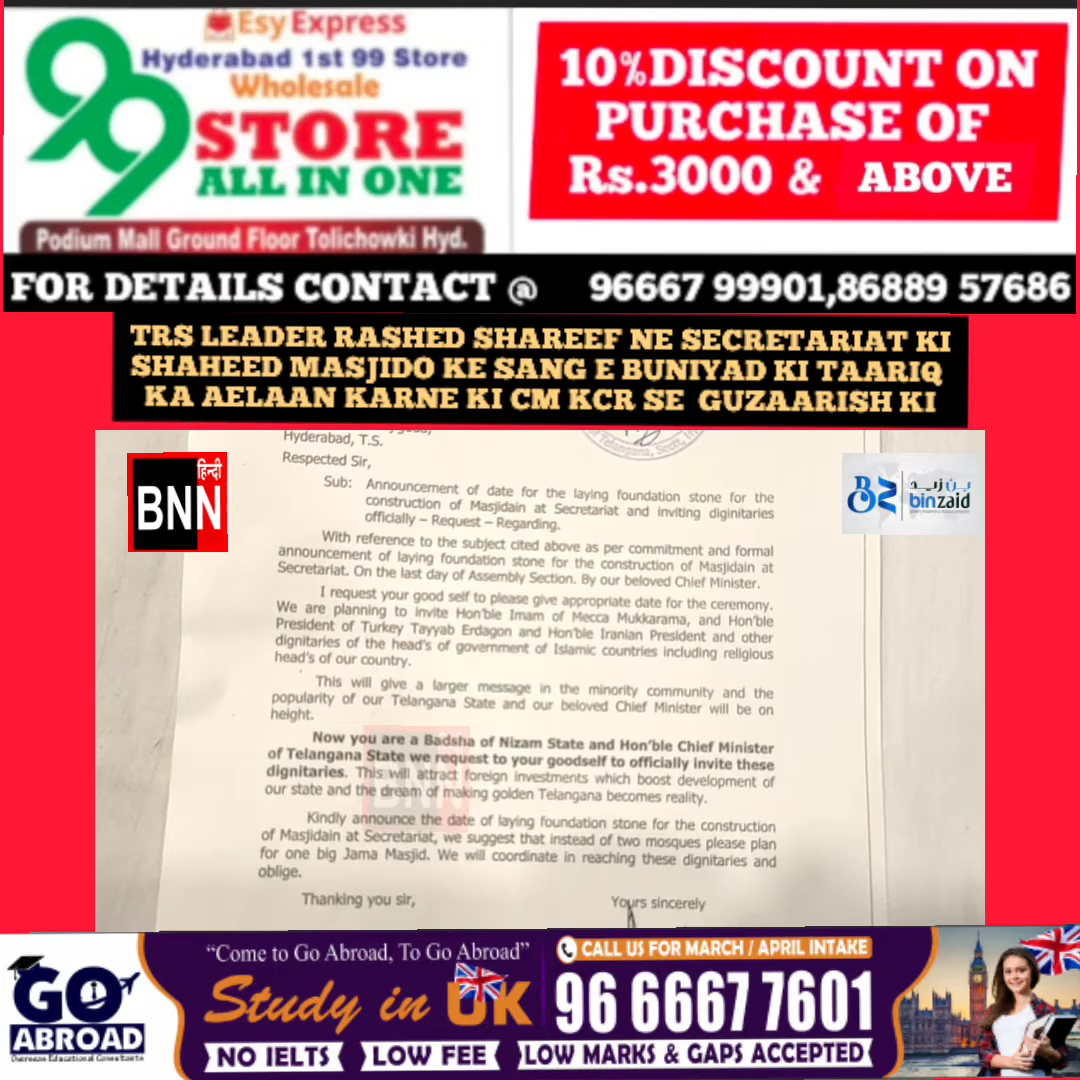 Esy Express
Hyderabad 1st 99 Store
Wholesale
99 STORE
ALL IN ONE
Podium Mall Ground Floor Tolichowki Hyd.
10% DISCOUNT ON
PURCHASE OF
Rs.3000 & ABOVE
FOR DETAILS CONTACT @ 96667 99901,86889 57686
TRS LEADER RASHED SHAREEF NE SECRETARIAT KI
SHAHEED MASJIDO KE SANG E BUNIYAD KI TAARIQ
KA AELAAN KARNE KI CM KCR SE GUZAARISH KI
हिन्दी
BNN
BZ
بن زيد
binzaid
Hyderabad, T.S.
Telangana, Sectt,
Respected Sir,
Sub: Announcement of date for the laying foundation stone for the
construction of Masjidain at Secretariat and inviting diginitaries
officially – Request – Regarding.
With reference to the subject cited above as per commitment and formal
announcement of laying foundation stone for the construction of Masjidain at
Secretariat. On the last day of Assembly Section. By our beloved Chief Minister.
I request your good self to please give appropriate date for the ceremony.
We are planning to invite Hon'ble Imam of Mecca Mukkarama, and Hon'ble
President of Turkey Tayyab Erdagon and Hon'ble Iranian President and other
dignitaries of the head's of government of Islamic countries including religious
head's of our country.
This will give a larger message in the minority community and the
popularity of our Telangana State and our beloved Chief Minister will be on
height.
Now you are a Badsha of Nizam State and Hon'ble Chief Minister
of Telangana State we request to your goodself to officially invite these
dignitaries. This will attract foreign investments which boost development of
our state and the dream of making golden Telangana becomes reality.
BNN
Kindly announce the date of laying foundation stone for the construction
of Masjidain at Secretariat, we suggest that instead of two mosques please plan
for one big Jama Masjid. We will coordinate in reaching these dignitaries and
oblige.
Thanking you sir,
Yours sincerely
GO
ABROAD
Overseas Educational Consultants
“Come to Go Abroad, To Go Abroad”
Study in UK
CALL US FOR MARCH / APRIL INTAKE
96 6667 7601
NO IELTS
LOW FEE
LOW MARKS & GAPS ACCEPTED